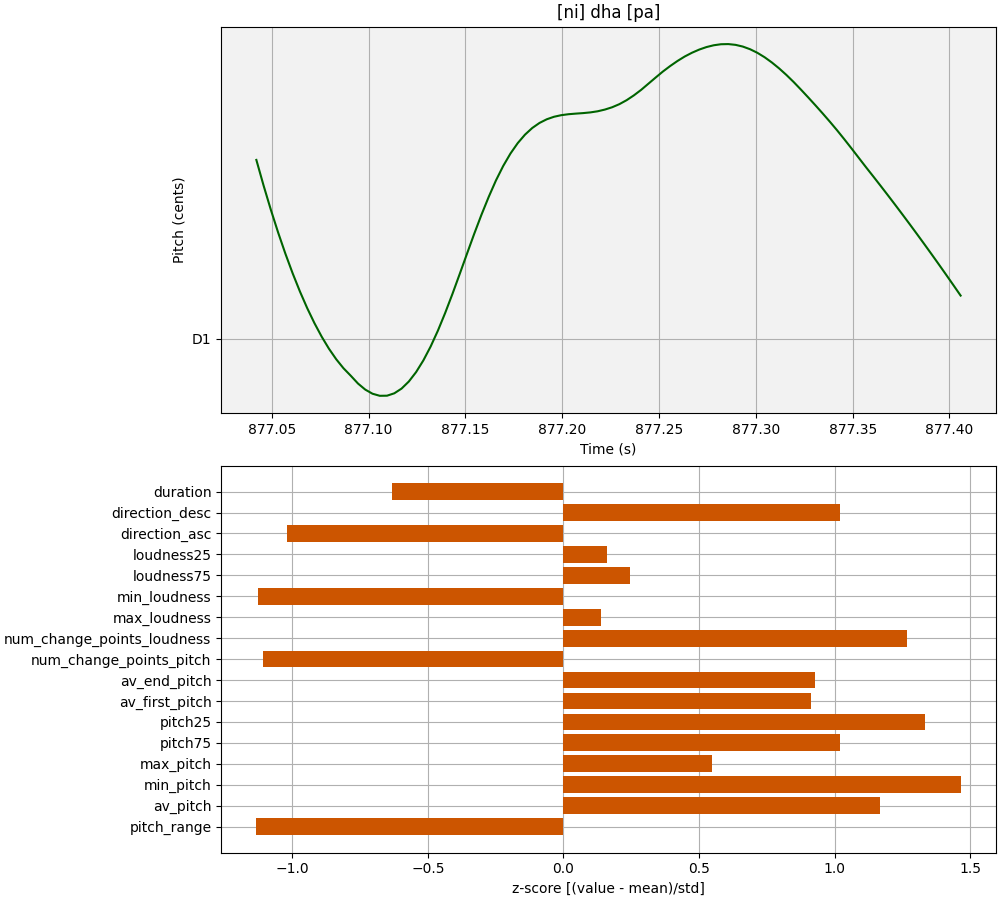 [ni] dha [pa]
Pitch (cents)
D1
877.05 877.10 877.15 877.20 877.25 877.30 877.35 877.40
Time (s)
duration
direction_desc
direction_asc
loudness25
loudness75
min_loudness
max_loudness
num_change_points_loudness
num_change_points_pitch
av_end_pitch
av_first_pitch
pitch25
pitch75
max_pitch
min_pitch
av_pitch
pitch_range
−1.0 −0.5 0.0 0.5 1.0 1.5
z-score [(value - mean)/std]